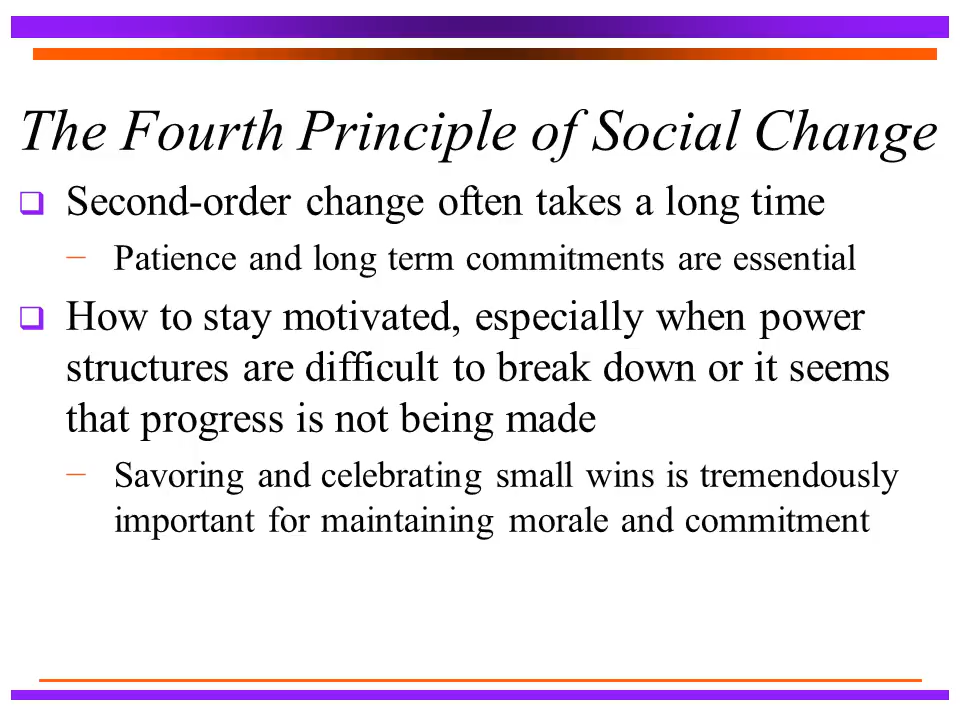 The Fourth Principle of Social Change
Second-order change often takes a long time
– Patience and long term commitments are essential
How to stay motivated, especially when power
structures are difficult to break down or it seems
that progress is not being made
– Savoring and celebrating small wins is tremendously
important for maintaining morale and commitment